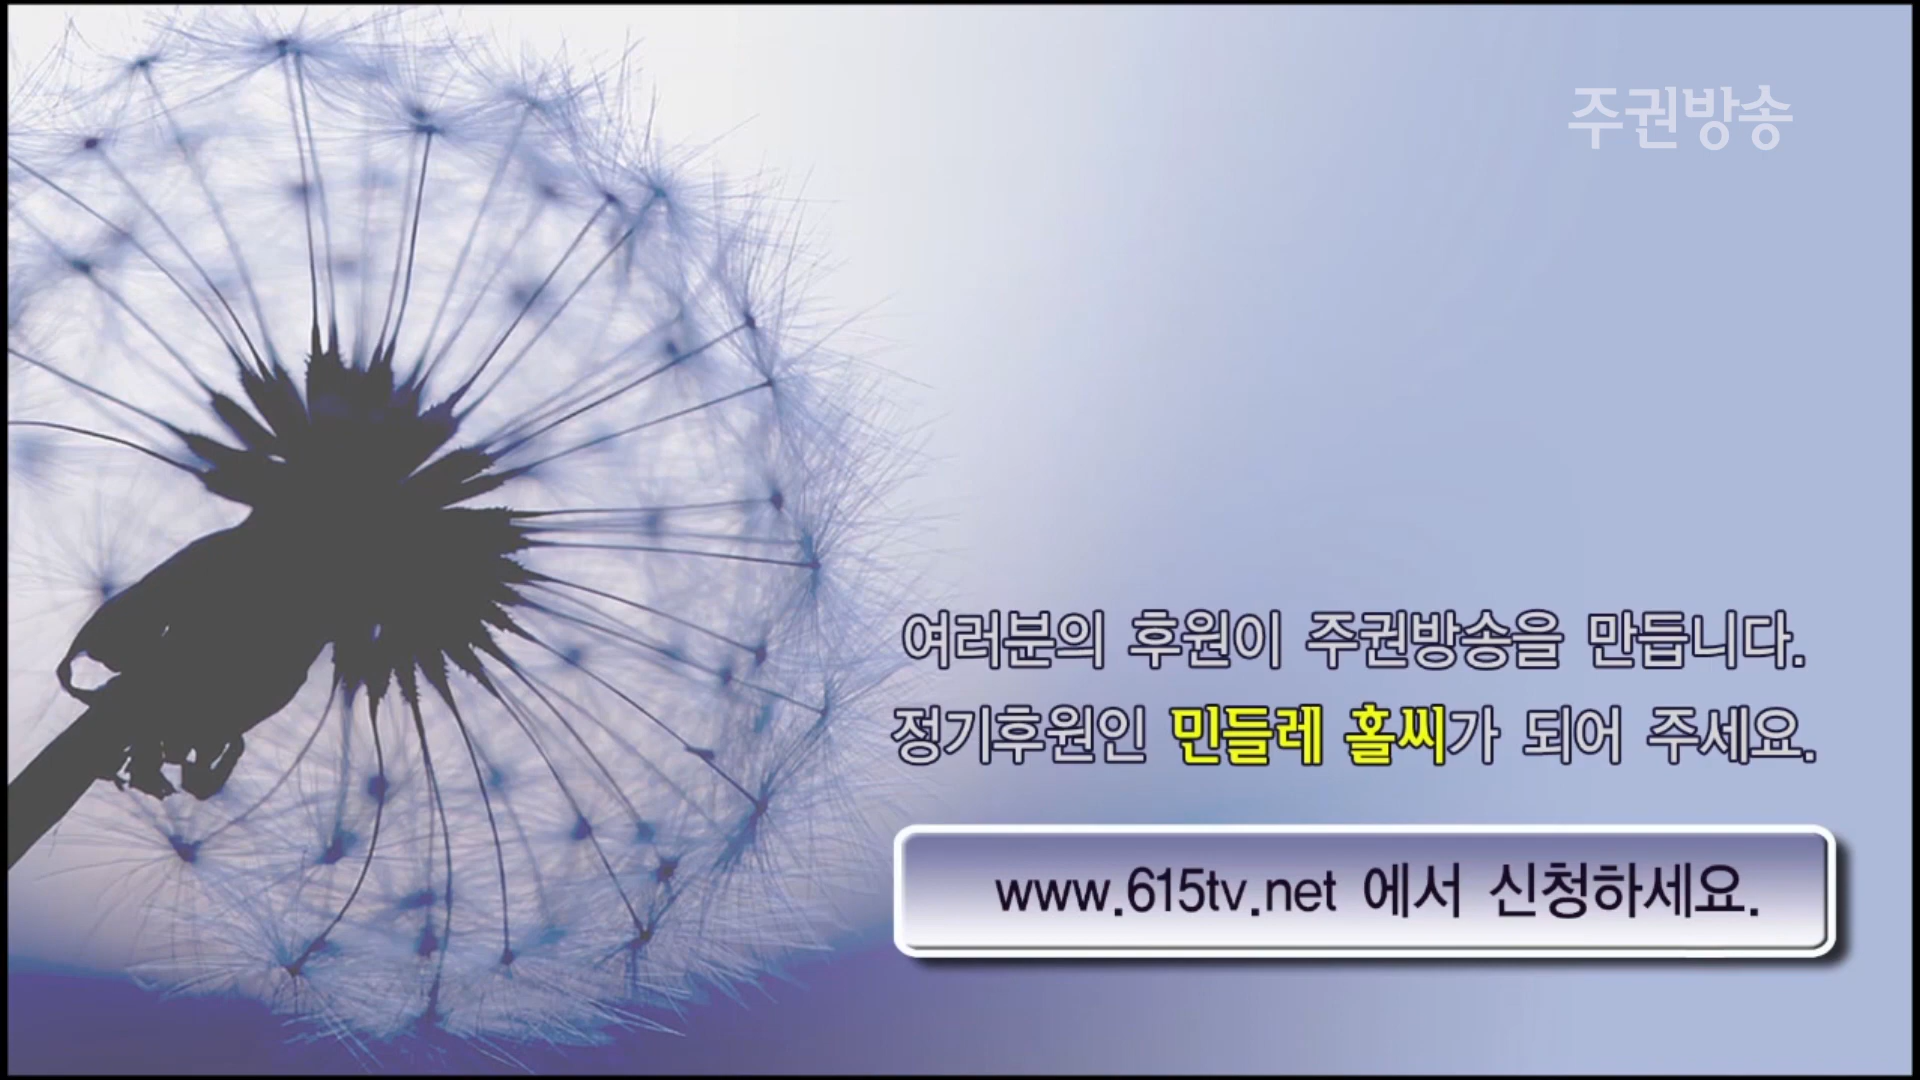 주권방송
여러분의 후원이 주권방송을 만듭니다.
정기후원인 민들레 홀씨가 되어 주세요.
www.615tv.net 에서 신청하세요.